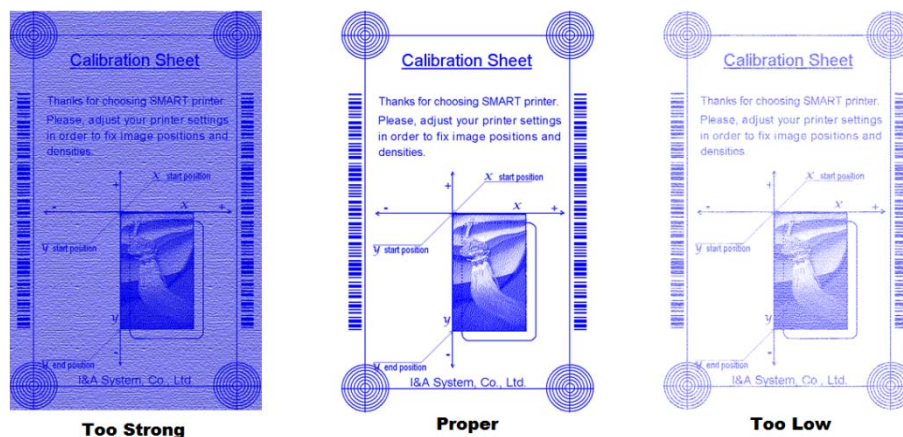 Calibration Sheet
Thanks for choosing SMART printer
Please, adjust your printer settings
in order to fix image positions and
densities.
+
x start position
-
x
+
y start position
y
-
y end position
I&A System, Co., Ltd.
Too Strong
Calibration Sheet
Thanks for choosing SMART printer.
Please, adjust your printer settings
in order to fix image positions and
densities.
+
x start position
-
x
+
y start position
y
-
y end position
I&A System, Co., Ltd.
Proper
Calibration Sheet
Thanks for choosing SMART printer.
Please, adjust your printer settings
in order to fix image positions and
densities.
+
x start position
-
x
+
y start position
y
-
y end position
I&A System, Co., Ltd.
Too Low